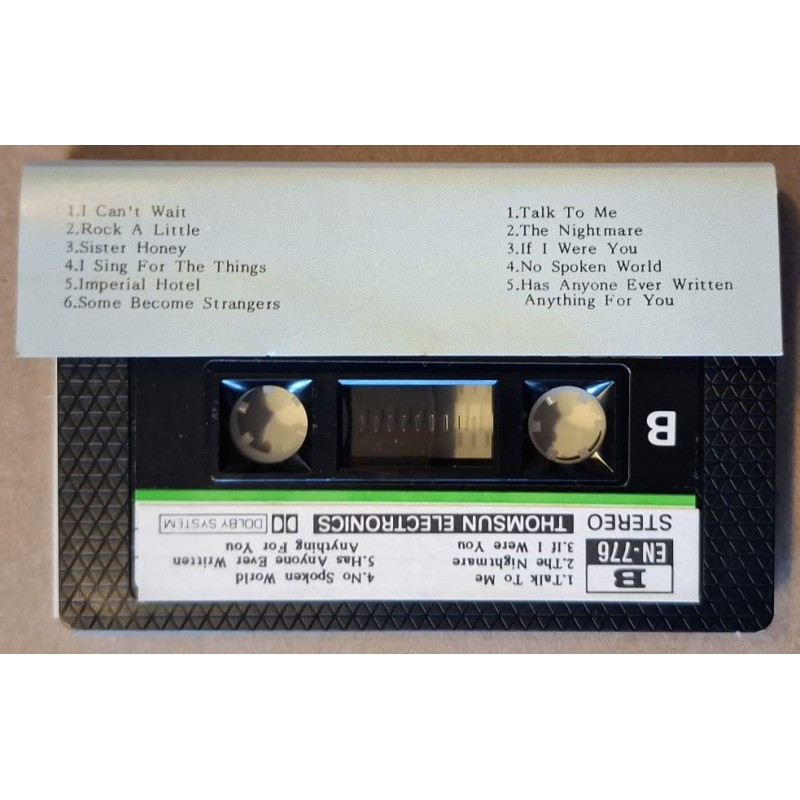 1.I Can't Wait
2.Rock A Little
3.Sister Honey
4.I Sing For The Things
5.Imperial Hotel
6.Some Become Strangers
1.Talk To Me
2.The Nightmare
3.If I Were You
4.No Spoken World
5.Has Anyone Ever Written
Anything For You
B
B
EN-776
1.Talk To Me
2.The Nightmare
3.If I Were You
4.No Spoken World
5.Has Anyone Ever Written
Anything For You
STEREO
THOMSUN ELECTRONICS
DOLBY SYSTEM